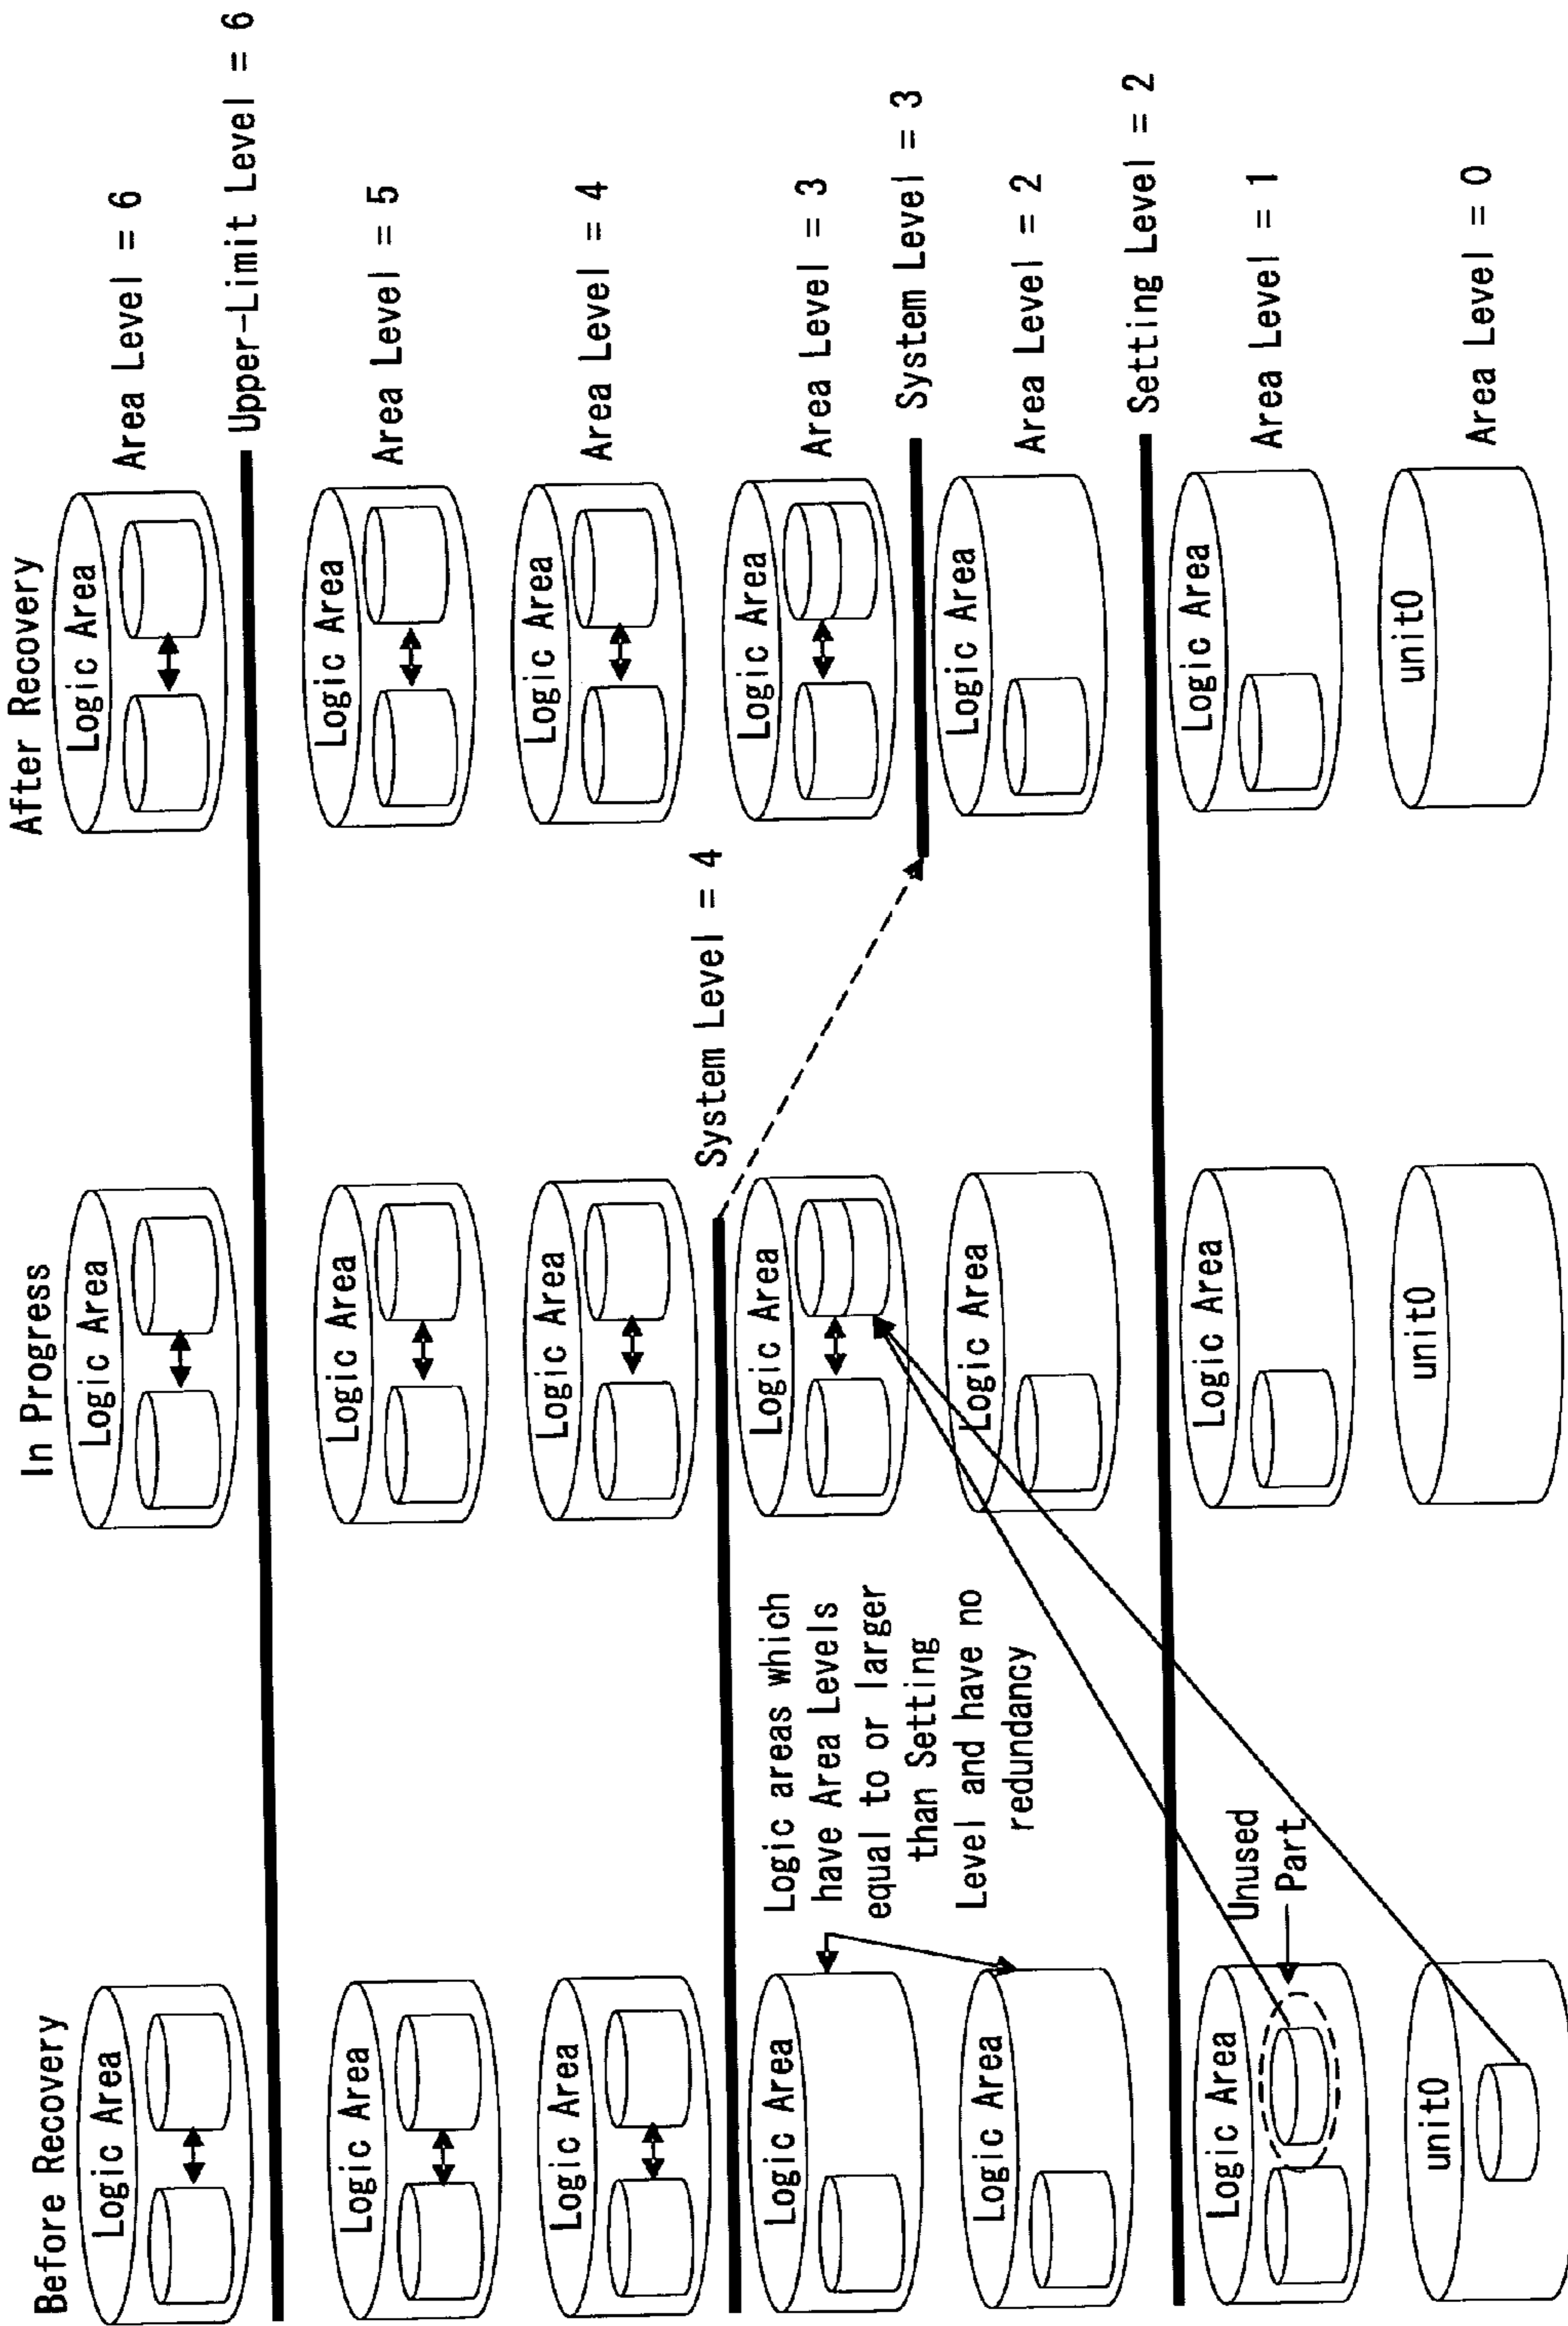 Before Recovery
In Progress
After Recovery
Logic Area
Logic Area
Logic Area
Area Level = 6
Upper-Limit Level = 6
Logic Area
Logic Area
Logic Area
Area Level = 5
Logic Area
Logic Area
Logic Area
Area Level = 4
System Level = 4
Logic Area
Logic areas which
have Area Levels
equal to or larger
than Setting
Level and have no
redundancy
Logic Area
Logic Area
Area Level = 3
System Level = 3
Logic Area
Logic Area
Logic Area
Area Level = 2
Setting Level = 2
Logic Area
Unused
Part
Logic Area
Logic Area
Area Level = 1
unit0
unit0
unit0
Area Level = 0